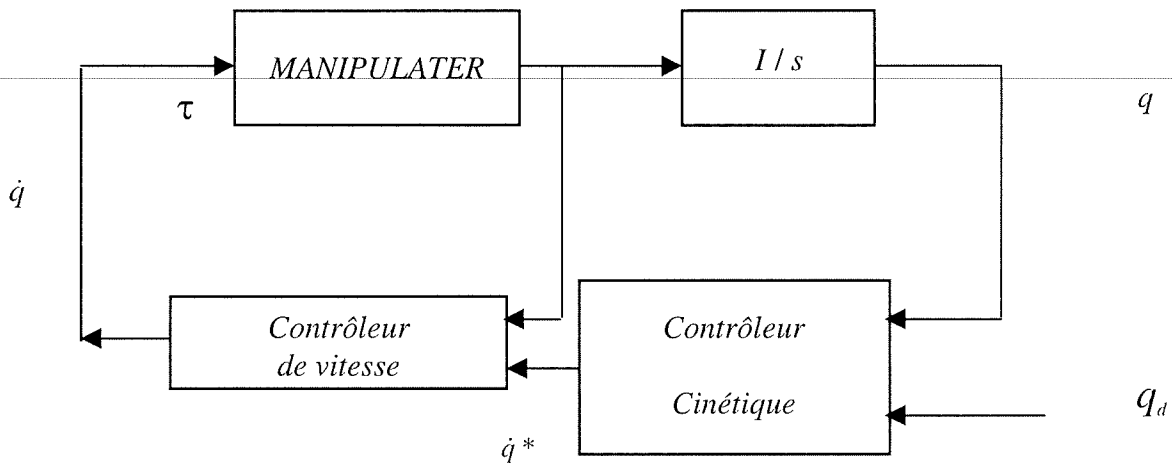 MANIPULATER
I / s
τ
q
q̇
Contrôleur
de vitesse
Contrôleur
Cinétique
q_d
q̇ *